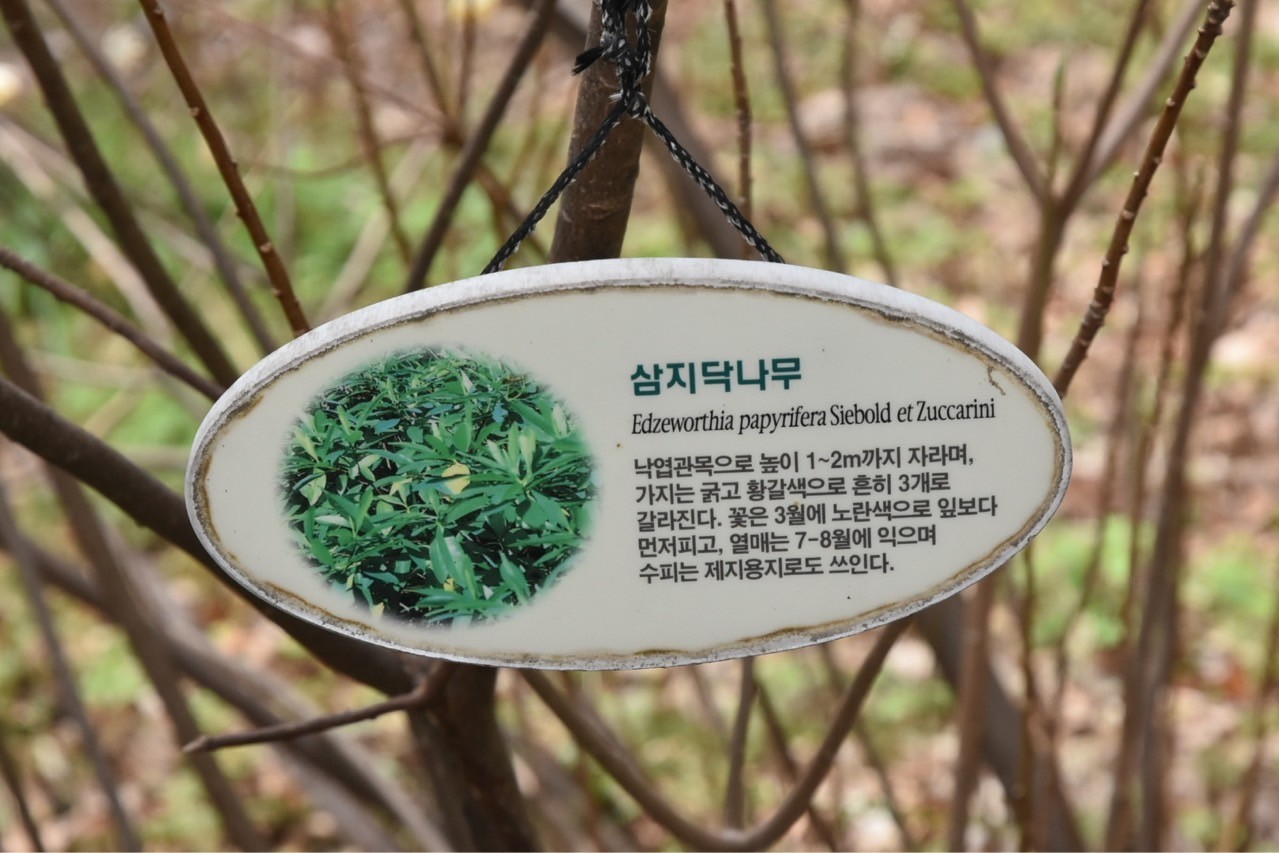 삼지닥나무
Edzeworthia papyrifera Siebold et Zuccarini
낙엽관목으로 높이 1~2m까지 자라며,
가지는 굵고 황갈색으로 흔히 3개로
갈라진다. 꽃은 3월에 노란색으로 잎보다
먼저피고, 열매는 7-8월에 익으며
수피는 제지용지로도 쓰인다.